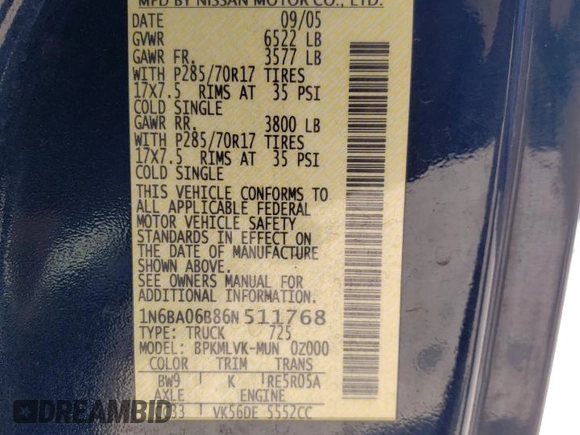 MFD BY NISSAN MOTOR CO., LTD.
DATE 09/05
GVWR 6522 LB
GAWR FR. 3577 LB
WITH P285/70R17 TIRES
17X7.5 RIMS AT 35 PSI
COLD SINGLE
GAWR RR. 3800 LB
WITH P285/70R17 TIRES
17X7.5 RIMS AT 35 PSI
COLD SINGLE
THIS VEHICLE CONFORMS TO
ALL APPLICABLE FEDERAL
MOTOR VEHICLE SAFETY
STANDARDS IN EFFECT ON
THE DATE OF MANUFACTURE
SHOWN ABOVE.
SEE OWNERS MANUAL FOR
ADDITIONAL INFORMATION
1N6BA06B86N511768
TYPE: TRUCK 725
MODEL: BPKMLVK-MUN 0Z000
COLOR TRIM TRANS
BW9 K RE5R05A
AXLE ENGINE
33 VK56DE 5552CC
DREAMBID